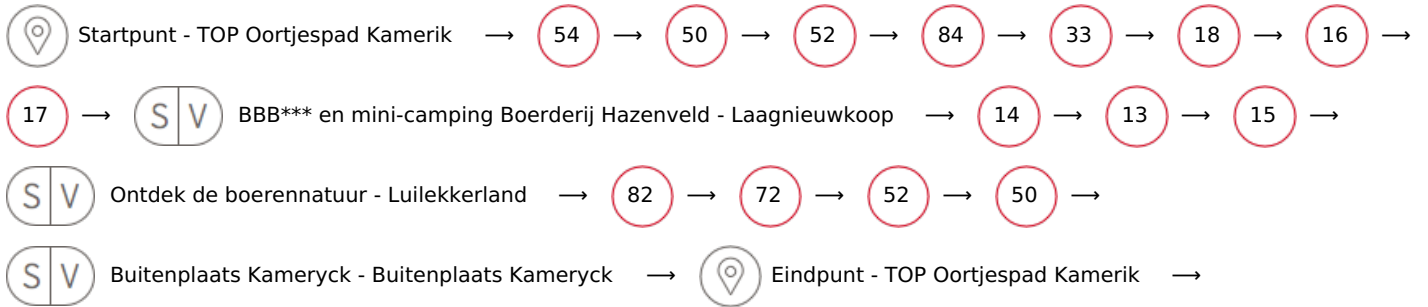 Startpunt - TOP Oortjespad Kamerik → 54 → 50 → 52 → 84 → 33 → 18 → 16 →
17 → S V BBB*** en mini-camping Boerderij Hazenveld - Laagnieuwkoop → 14 → 13 → 15 →
S V Ontdek de boerennatuur - Luilekkerland → 82 → 72 → 52 → 50 →
S V Buitenplaats Kameryck - Buitenplaats Kameryck → Eindpunt - TOP Oortjespad Kamerik →